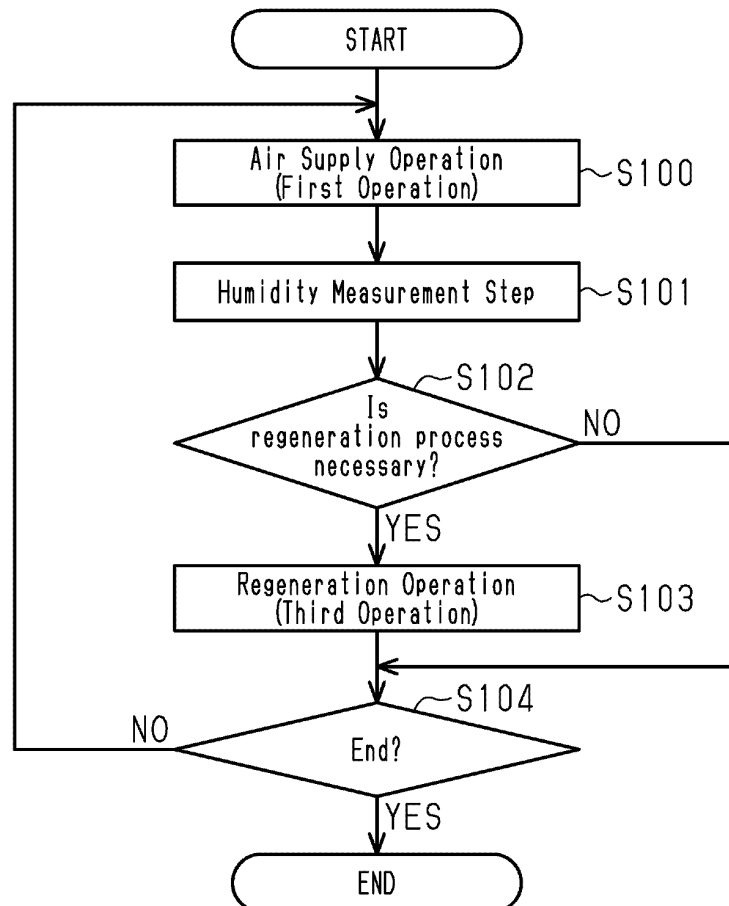 START
Air Supply Operation
(First Operation)
S100
Humidity Measurement Step
S101
S102
Is
regeneration process
necessary?
NO
YES
Regeneration Operation
(Third Operation)
S103
S104
NO
End?
YES
END